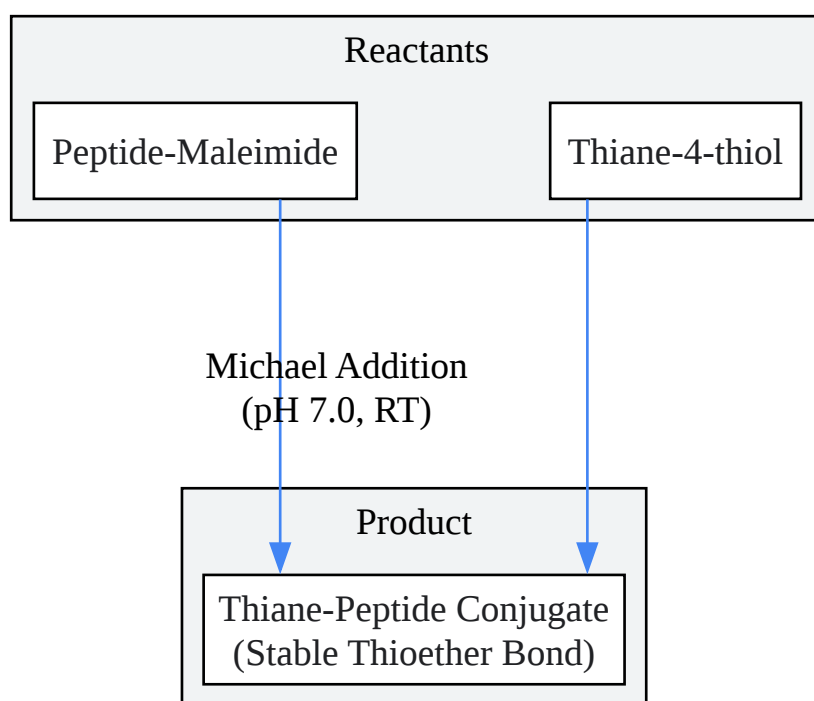 Reactants
Peptide-Maleimide
Thiane-4-thiol
Michael Addition
(pH 7.0, RT)
Product
Thiane-Peptide Conjugate
(Stable Thioether Bond)